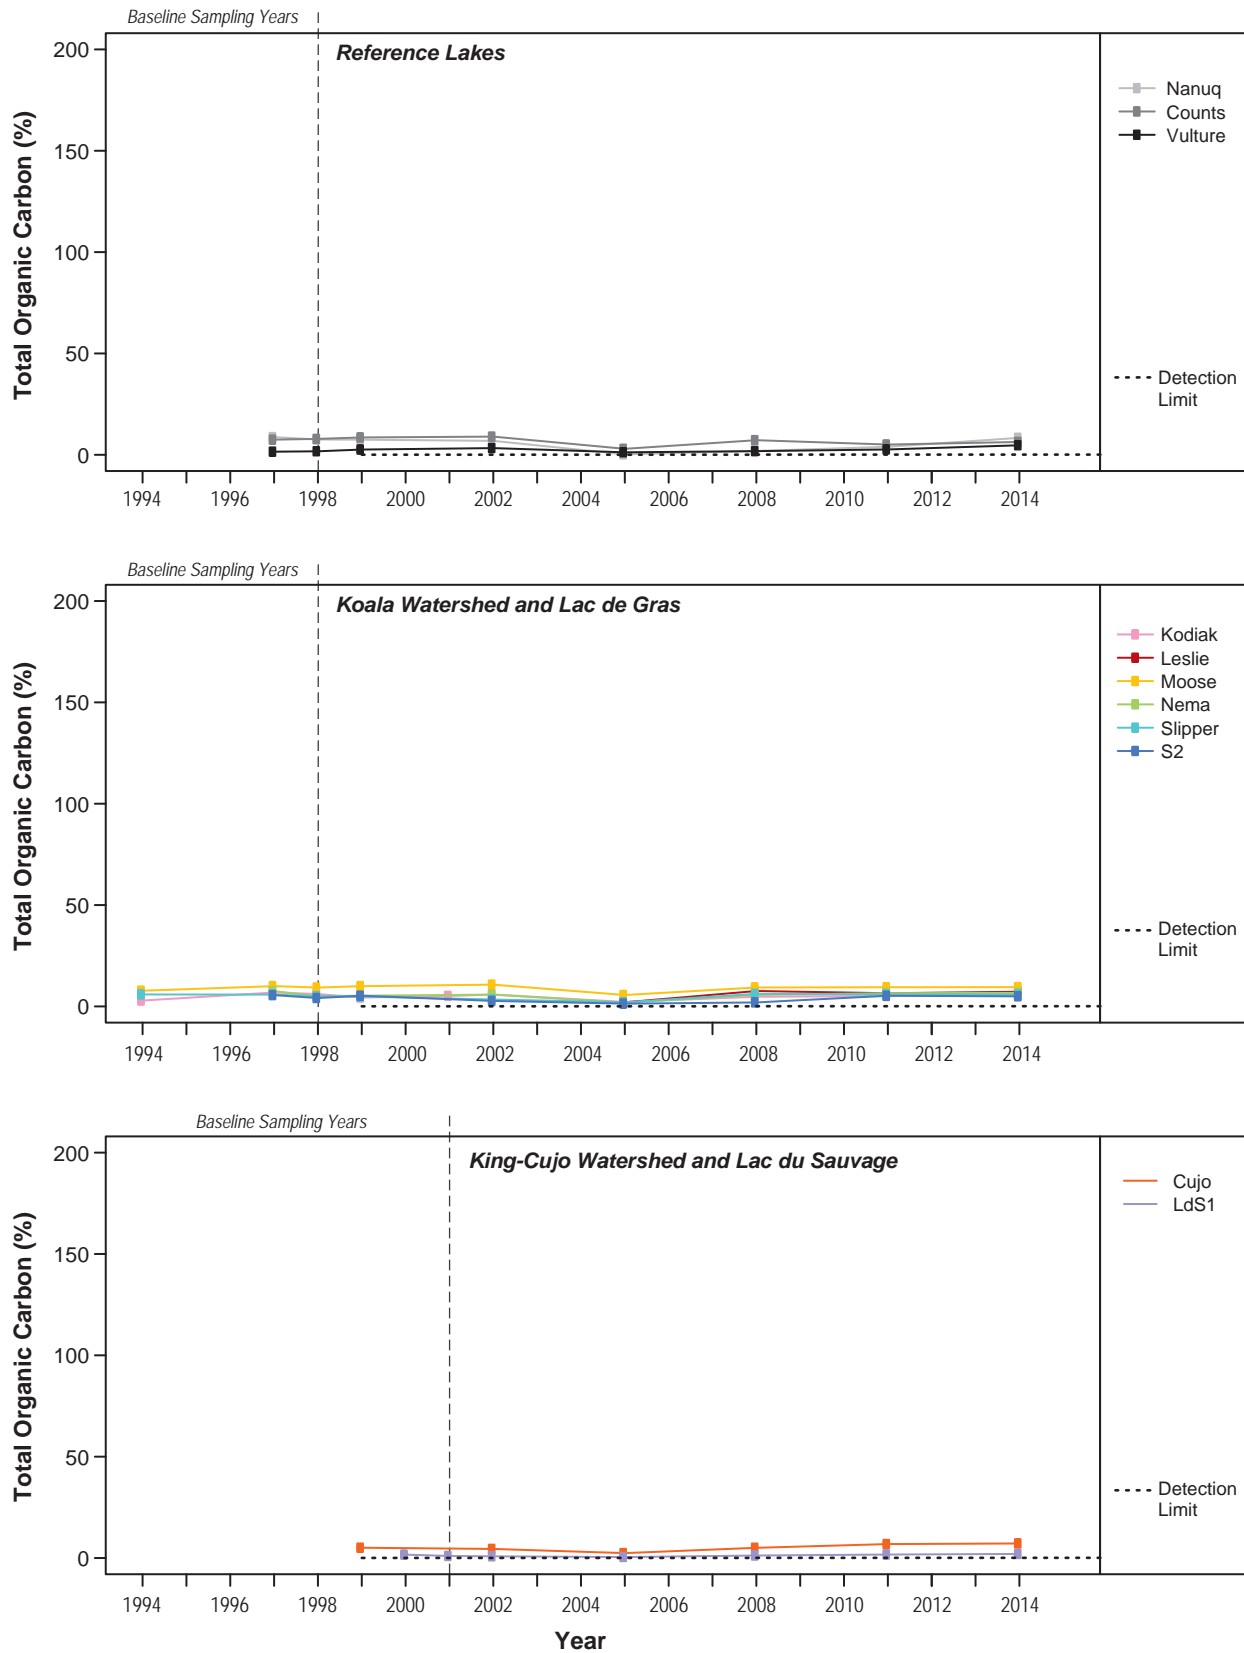 Baseline Sampling Years
Reference Lakes
Total Organic Carbon (%)
200
150
100
50
0
1994 1996 1998 2000 2002 2004 2006 2008 2010 2012 2014
Nanuq
Counts
Vulture
Detection
Limit
Baseline Sampling Years
Koala Watershed and Lac de Gras
Total Organic Carbon (%)
200
150
100
50
0
1994 1996 1998 2000 2002 2004 2006 2008 2010 2012 2014
Kodiak
Leslie
Moose
Nema
Slipper
S2
Detection
Limit
Baseline Sampling Years
King-Cujo Watershed and Lac du Sauvage
Total Organic Carbon (%)
200
150
100
50
0
1994 1996 1998 2000 2002 2004 2006 2008 2010 2012 2014
Cujo
LdS1
Detection
Limit
Year